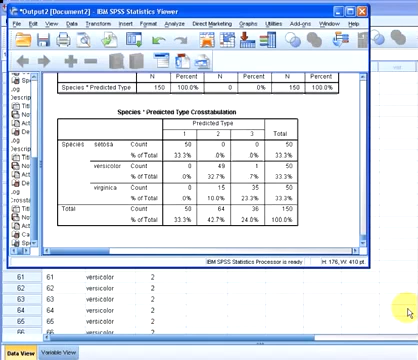 *Output2 [Document2] - IBM SPSS Statistics Viewer
File Edit View Data Transform Insert Format Analyze Direct Marketing Graphs Utilities Add-ons Window Help
N Percent N Percent N Percent
Species * Predicted Type 150 100.0% 0 0% 150 100.0%
Species * Predicted Type Crosstabulation
Predicted Type
1 2 3 Total
Species setosa Count 50 0 0 50
% of Total 33.3% .0% .0% 33.3%
versicolor Count 0 49 1 50
% of Total .0% 32.7% .7% 33.3%
virginica Count 0 15 35 50
% of Total .0% 10.0% 23.3% 33.3%
Total Count 50 64 36 150
% of Total 33.3% 42.7% 24.0% 100.0%
IBM SPSS Statistics Processor is ready H: 176, W: 410 pt.
61 61 versicolor 2
62 62 versicolor 2
63 63 versicolor 2
64 64 versicolor 2
65 65 versicolor 2
66 66 versicolor 2
Data View Variable View